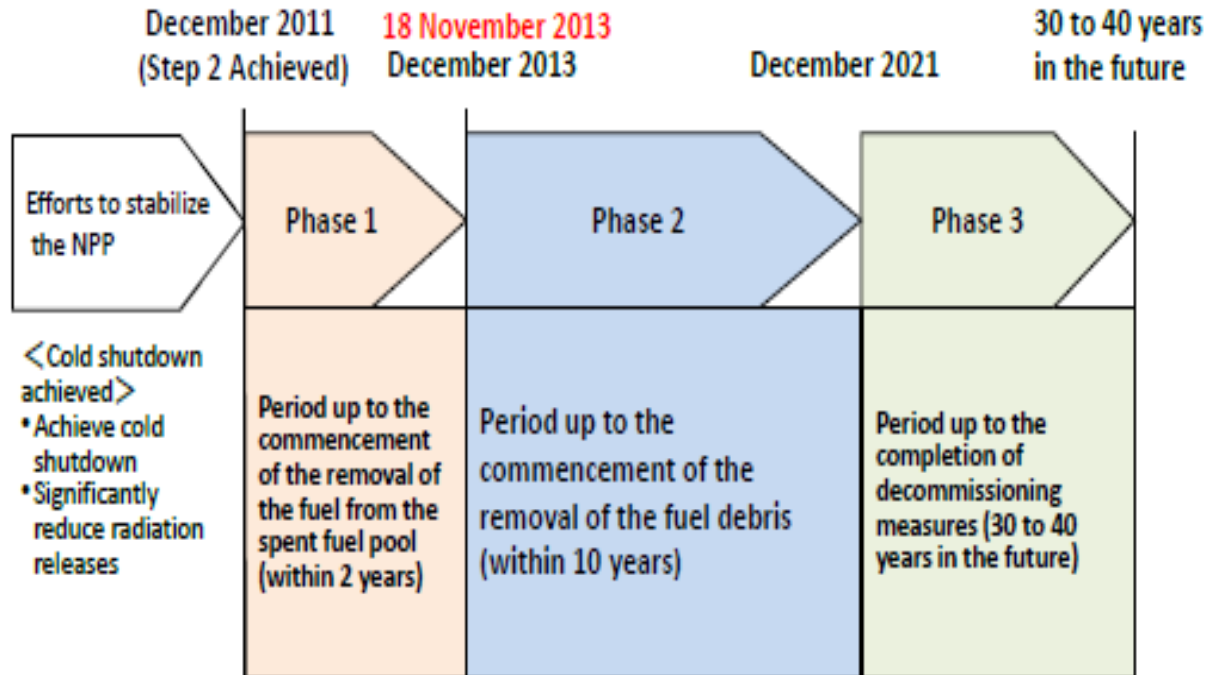 December 2011
(Step 2 Achieved)
18 November 2013
December 2013
December 2021
30 to 40 years
in the future
Efforts to stabilize
the NPP
Phase 1
Phase 2
Phase 3
<Cold shutdown
achieved>
•Achieve cold
shutdown
•Significantly
reduce radiation
releases
Period up to the
commencement
of the removal of
the fuel from the
spent fuel pool
(within 2 years)
Period up to the
commencement of the
removal of the fuel debris
(within 10 years)
Period up to the
completion of
decommissioning
measures (30 to 40
years in the future)